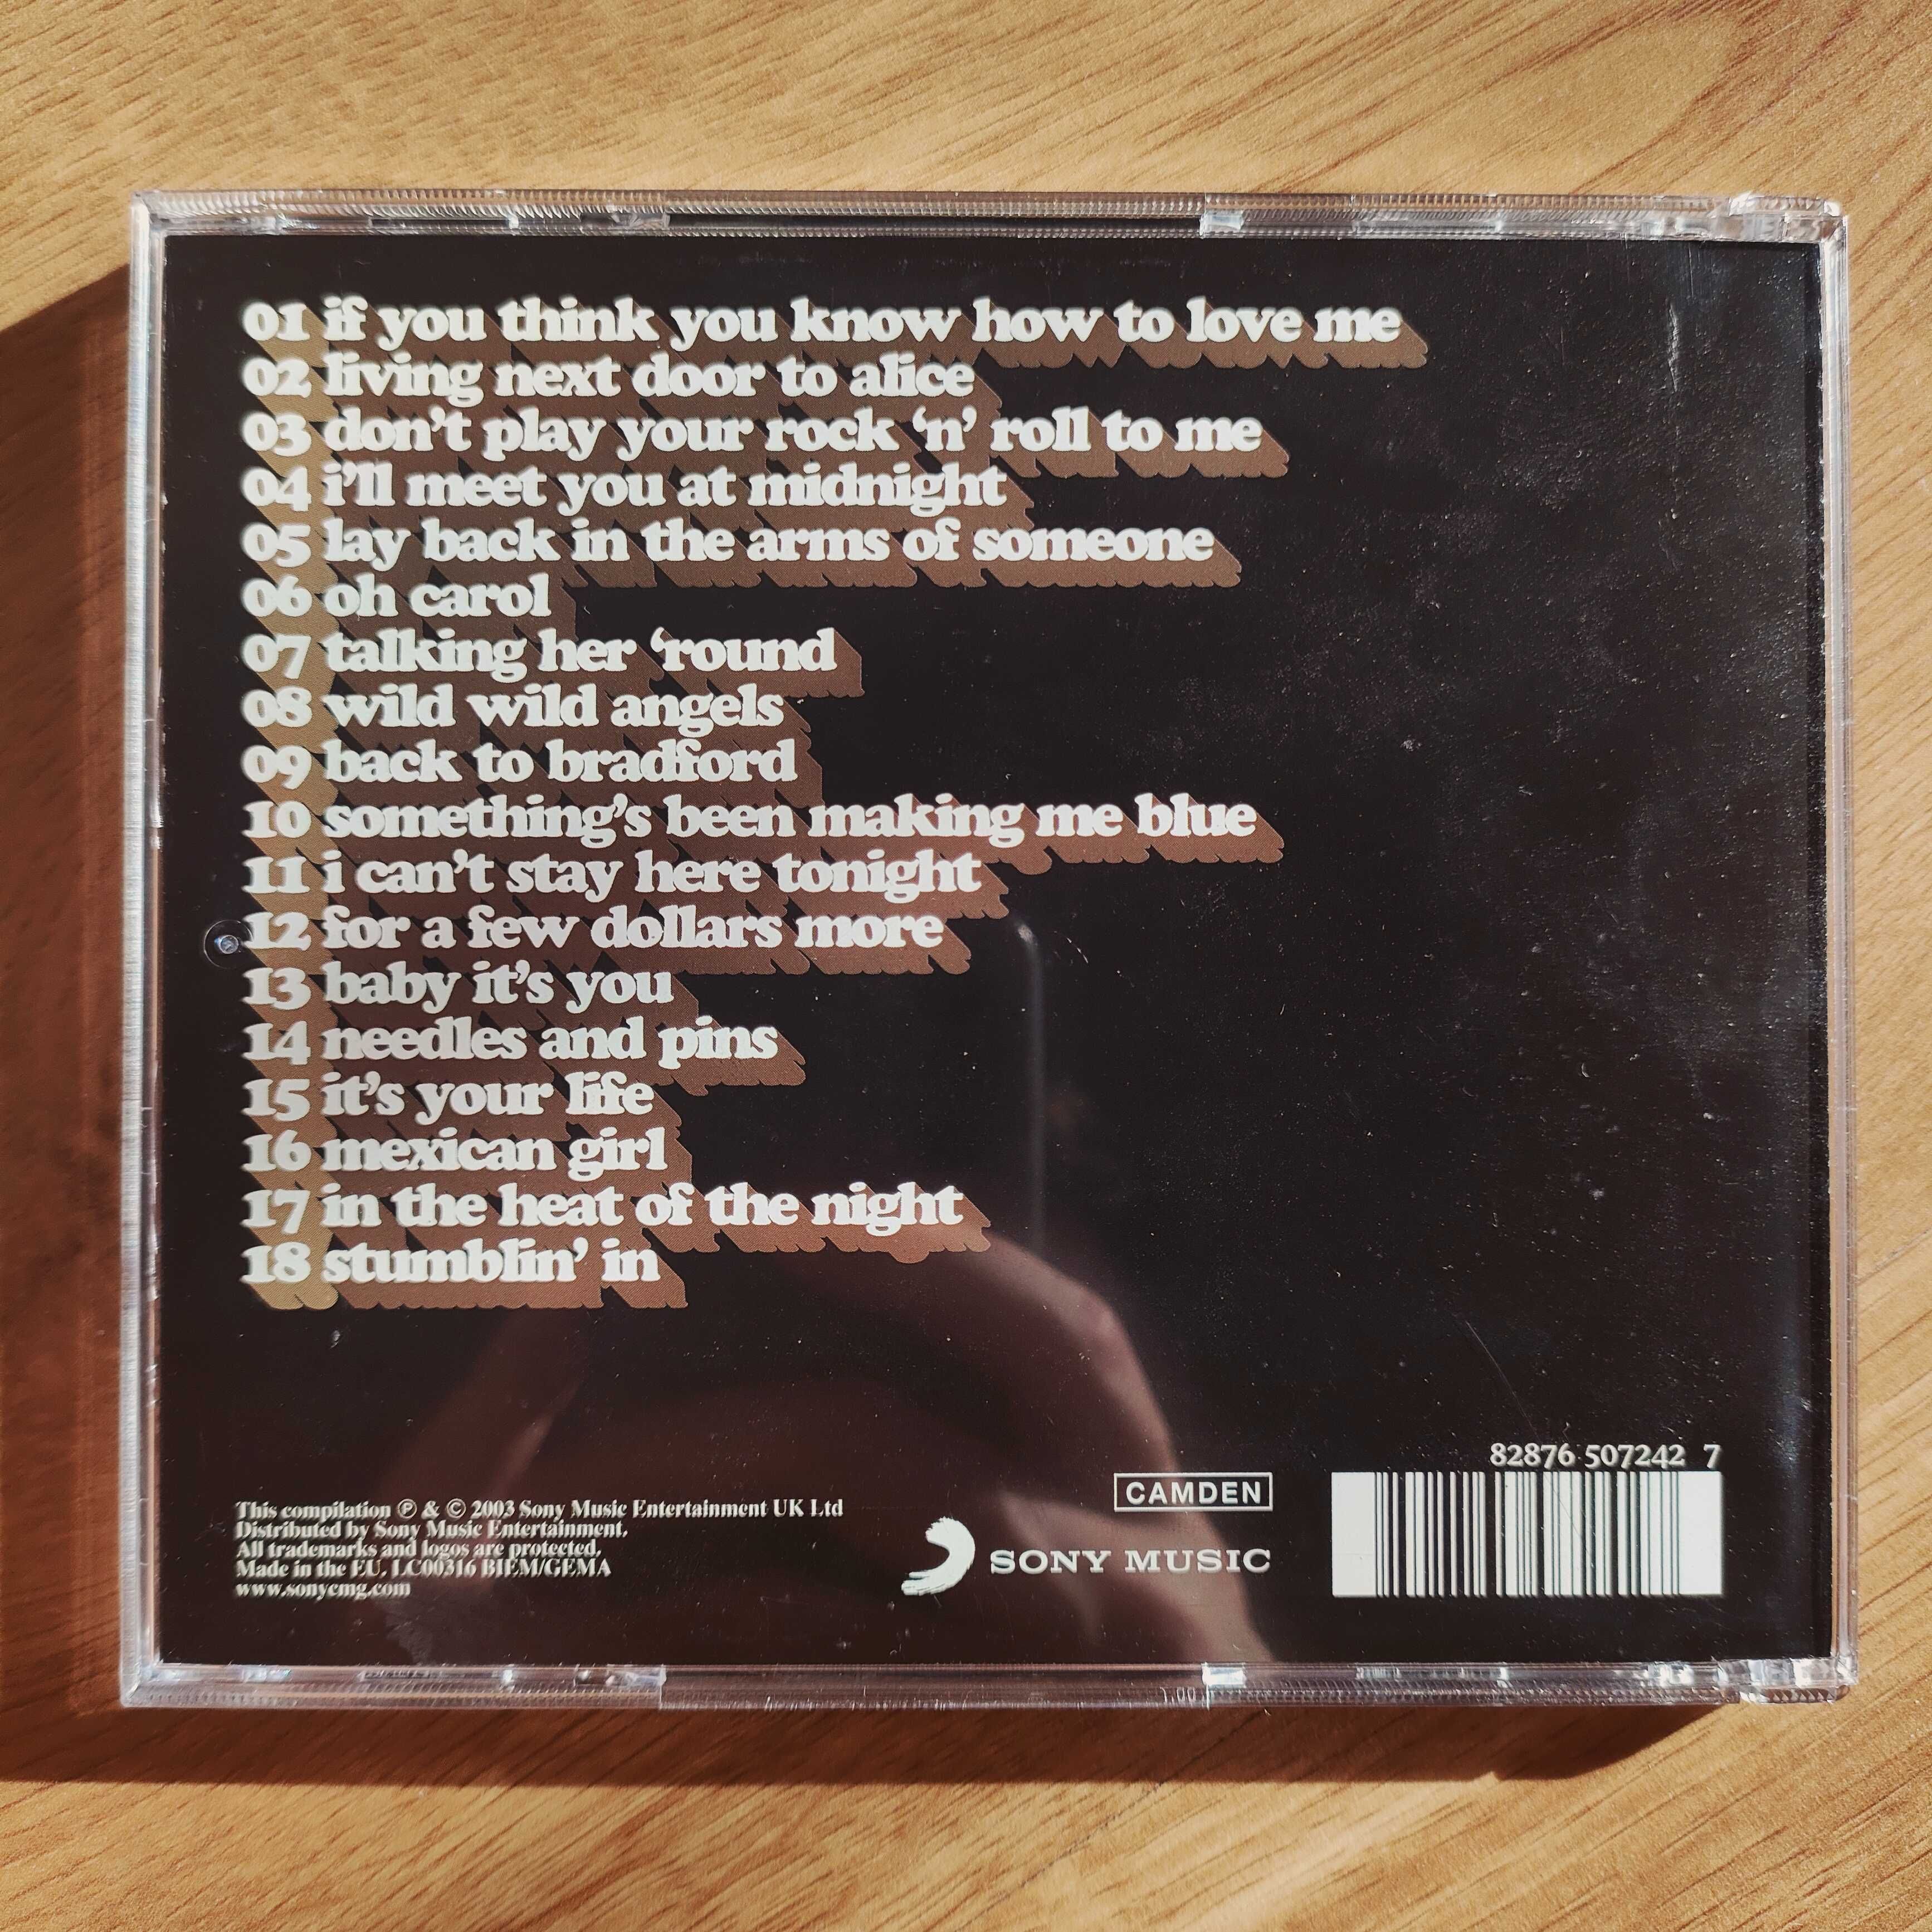 01 if you think you know how to love me
02 living next door to alice
03 don't play your rock 'n' roll to me
04 i'll meet you at midnight
05 lay back in the arms of someone
06 oh carol
07 talking her 'round
08 wild wild angels
09 back to bradford
10 something's been making me blue
11 i can't stay here tonight
12 for a few dollars more
13 baby it's you
14 needles and pins
15 it's your life
16 mexican girl
17 in the heat of the night
18 stumblin' in
This compilation ℗ & © 2003 Sony Music Entertainment UK Ltd
Distributed by Sony Music Entertainment.
All trademarks and logos are protected.
Made in the EU. LC00316 BIEM/GEMA
www.sonycmg.com
CAMDEN
SONY MUSIC
82876 507242 7